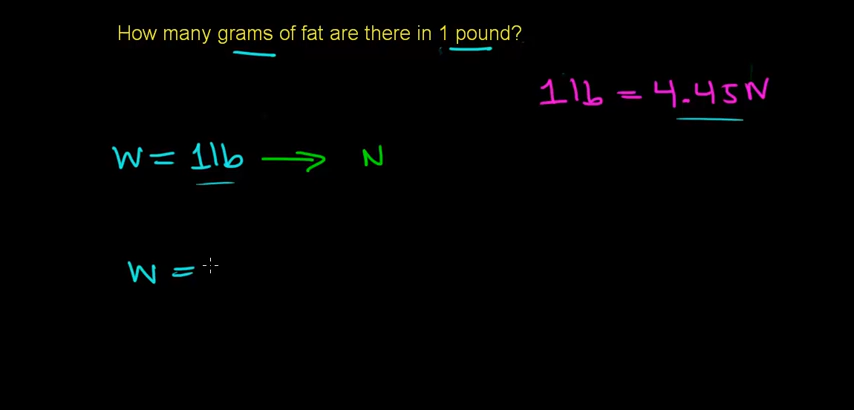 How many grams of fat are there in 1 pound?
1lb = 4.45N
W = 1lb → N
W =